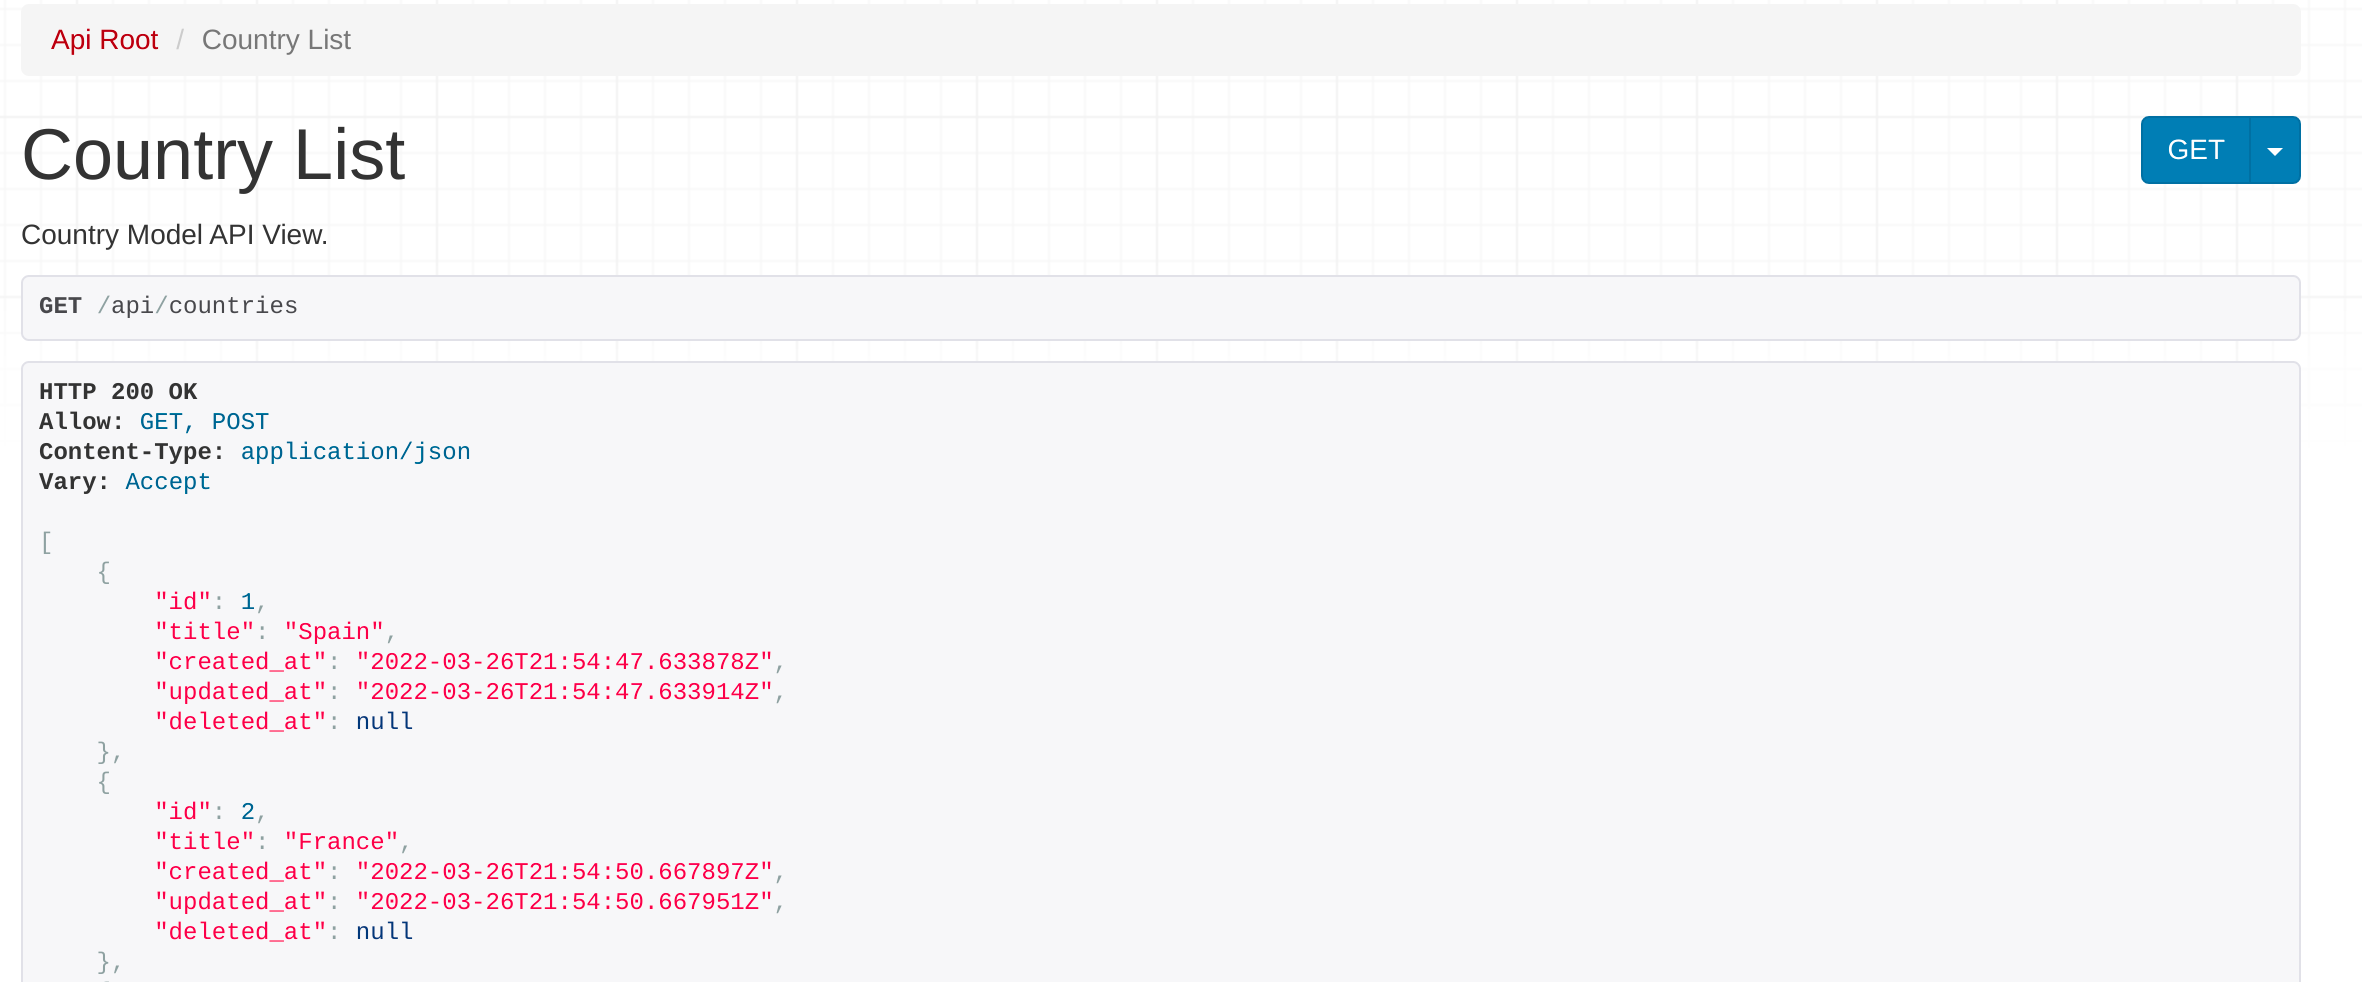 Api Root / Country List
Country List
GET
Country Model API View.
GET /api/countries
HTTP 200 OK
Allow: GET, POST
Content-Type: application/json
Vary: Accept
[
    {
        "id": 1,
        "title": "Spain",
        "created_at": "2022-03-26T21:54:47.633878Z",
        "updated_at": "2022-03-26T21:54:47.633914Z",
        "deleted_at": null
    },
    {
        "id": 2,
        "title": "France",
        "created_at": "2022-03-26T21:54:50.667897Z",
        "updated_at": "2022-03-26T21:54:50.667951Z",
        "deleted_at": null
    },